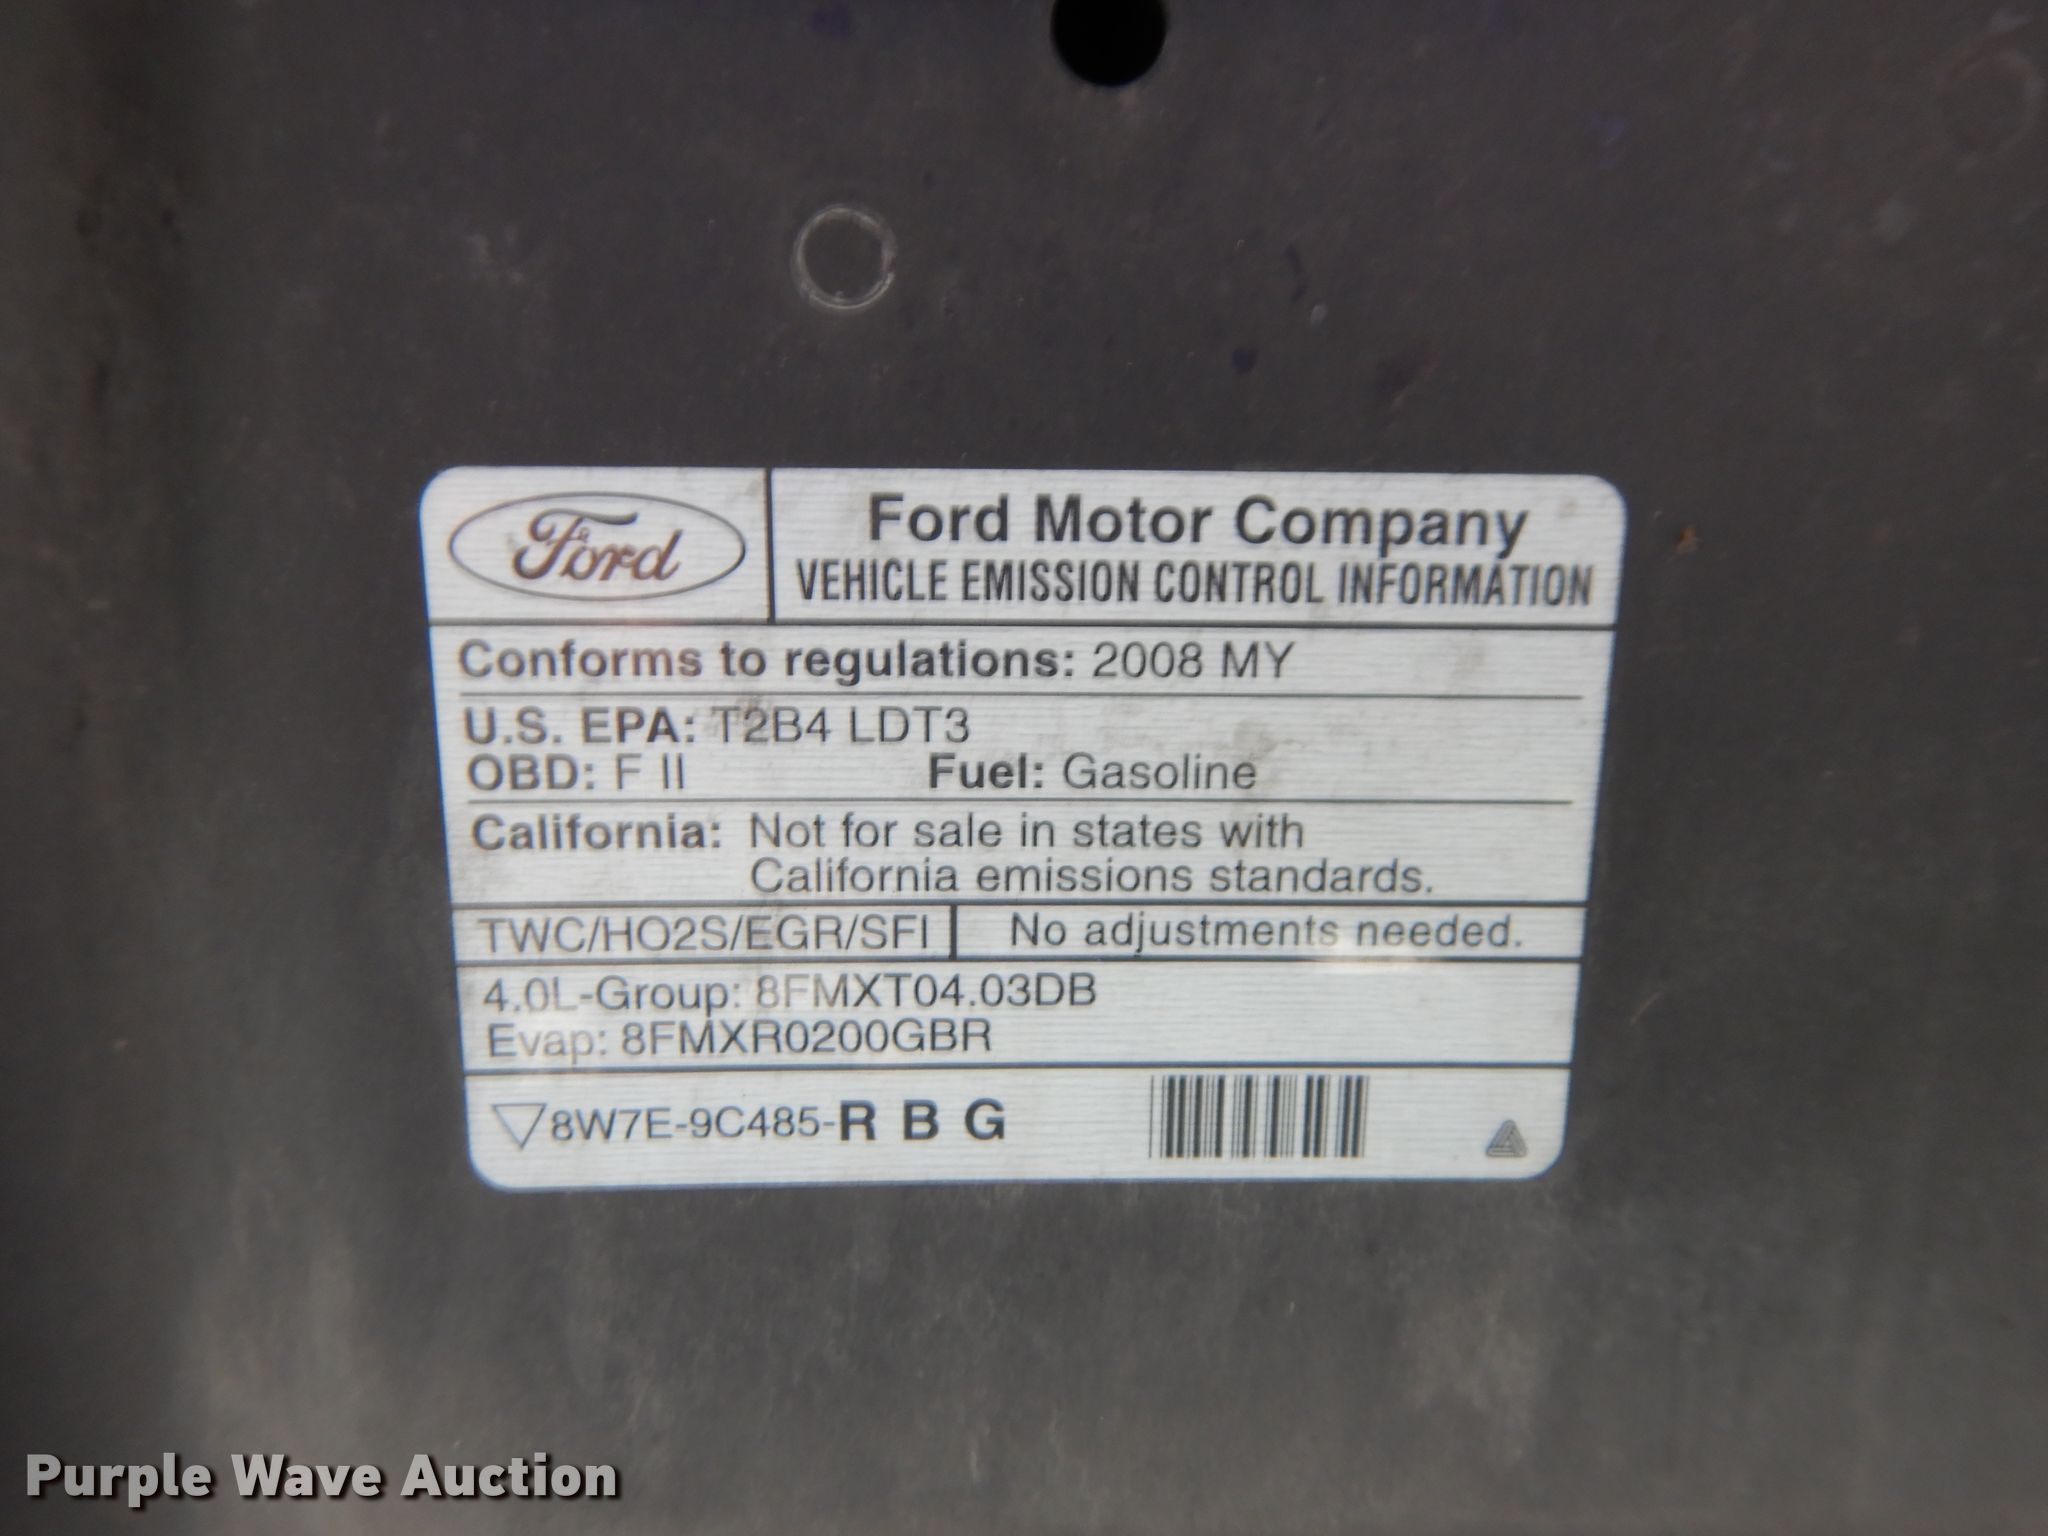 Ford
Ford Motor Company
VEHICLE EMISSION CONTROL INFORMATION
Conforms to regulations: 2008 MY
U.S. EPA: T2B4 LDT3
OBD: F II Fuel: Gasoline
California: Not for sale in states with
California emissions standards.
TWC/HO2S/EGR/SFI No adjustments needed.
4.0L-Group: 8FMXT04.03DB
Evap: 8FMXR0200GBR
8W7E-9C485-R B G
Purple Wave Auction